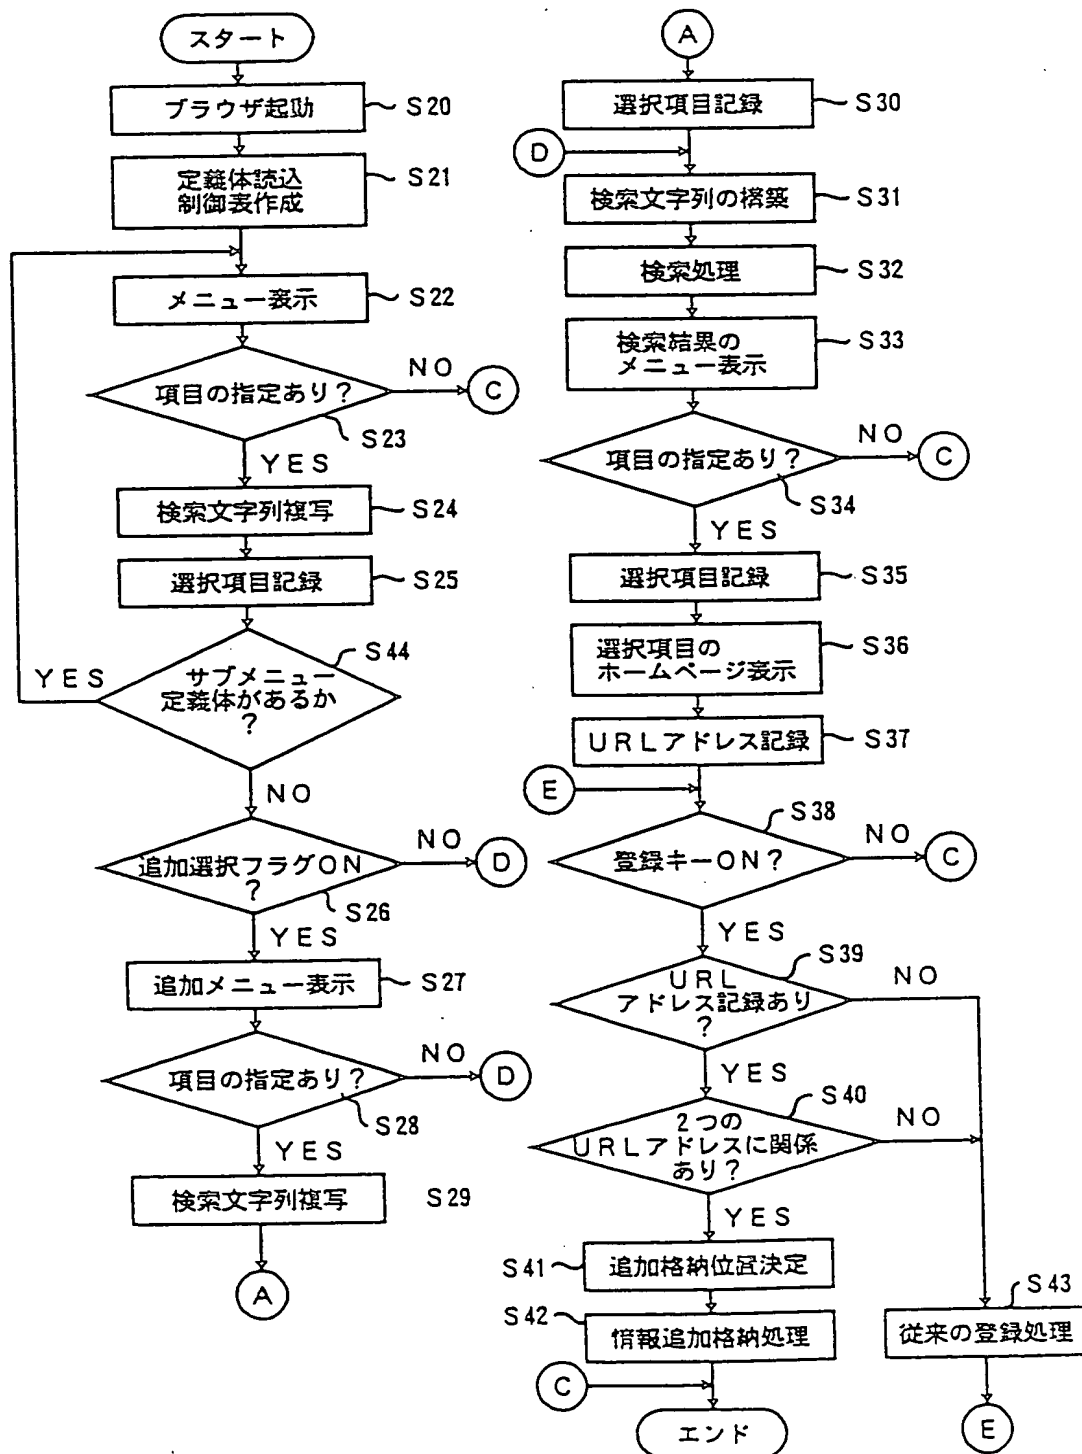 スタート
ブラウザ起動
S20
定義体読込
制御表作成
S21
メニュー表示
S22
項目の指定あり?
NO
C
S23
YES
検索文字列複写
S24
選択項目記録
S25
S44
サブメニュー
定義体があるか
?
YES
NO
追加選択フラグON
?
NO
D
S26
YES
追加メニュー表示
S27
項目の指定あり?
NO
D
S28
YES
検索文字列複写
S29
A
A
選択項目記録
S30
D
検索文字列の構築
S31
検索処理
S32
検索結果の
メニュー表示
S33
項目の指定あり?
NO
C
S34
YES
選択項目記録
S35
選択項目の
ホームページ表示
S36
URLアドレス記録
S37
E
S38
登録キーON?
NO
C
YES
S39
URL
アドレス記録あり
?
NO
YES
S40
2つの
URLアドレスに関係
あり?
NO
YES
S41
追加格納位置決定
S42
情報追加格納処理
S43
従来の登録処理
C
E
エンド